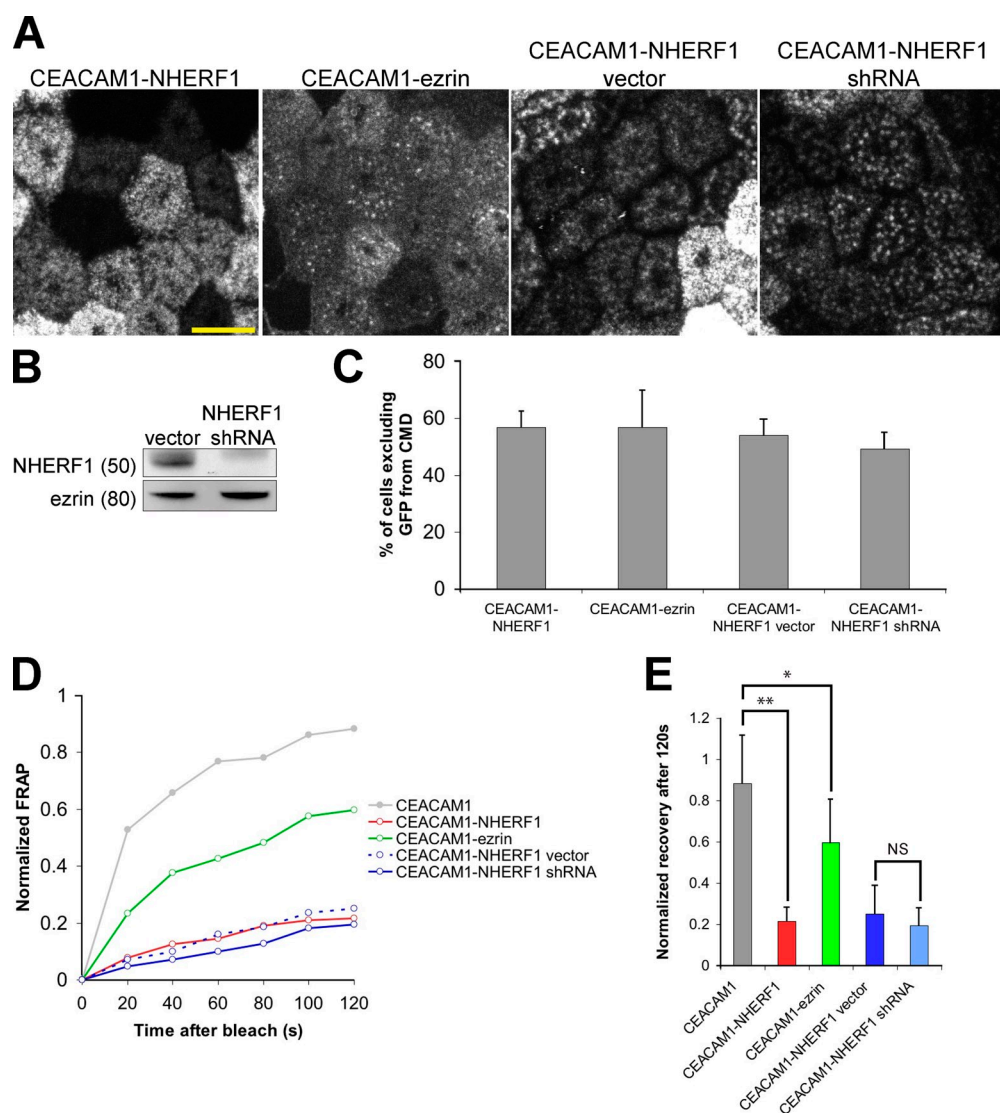 A
CEACAM1-NHERF1
CEACAM1-ezrin
CEACAM1-NHERF1
vector
CEACAM1-NHERF1
shRNA
B
NHERF1
vector shRNA
NHERF1 (50)
ezrin (80)
C
% of cells excluding
GFP from CMD
80
60
40
20
0
CEACAM1-
NHERF1
CEACAM1-ezrin
CEACAM1-
NHERF1 vector
CEACAM1-
NHERF1 shRNA
D
Normalized FRAP
1
0.8
0.6
0.4
0.2
0
0 20 40 60 80 100 120
Time after bleach (s)
CEACAM1
CEACAM1-NHERF1
CEACAM1-ezrin
CEACAM1-NHERF1 vector
CEACAM1-NHERF1 shRNA
E
Normalized recovery after 120s
1.2
1
0.8
0.6
0.4
0.2
0
*
**
NS
CEACAM1
CEACAM1-NHERF1
CEACAM1-ezrin
CEACAM1-NHERF1 vector
CEACAM1-NHERF1 shRNA